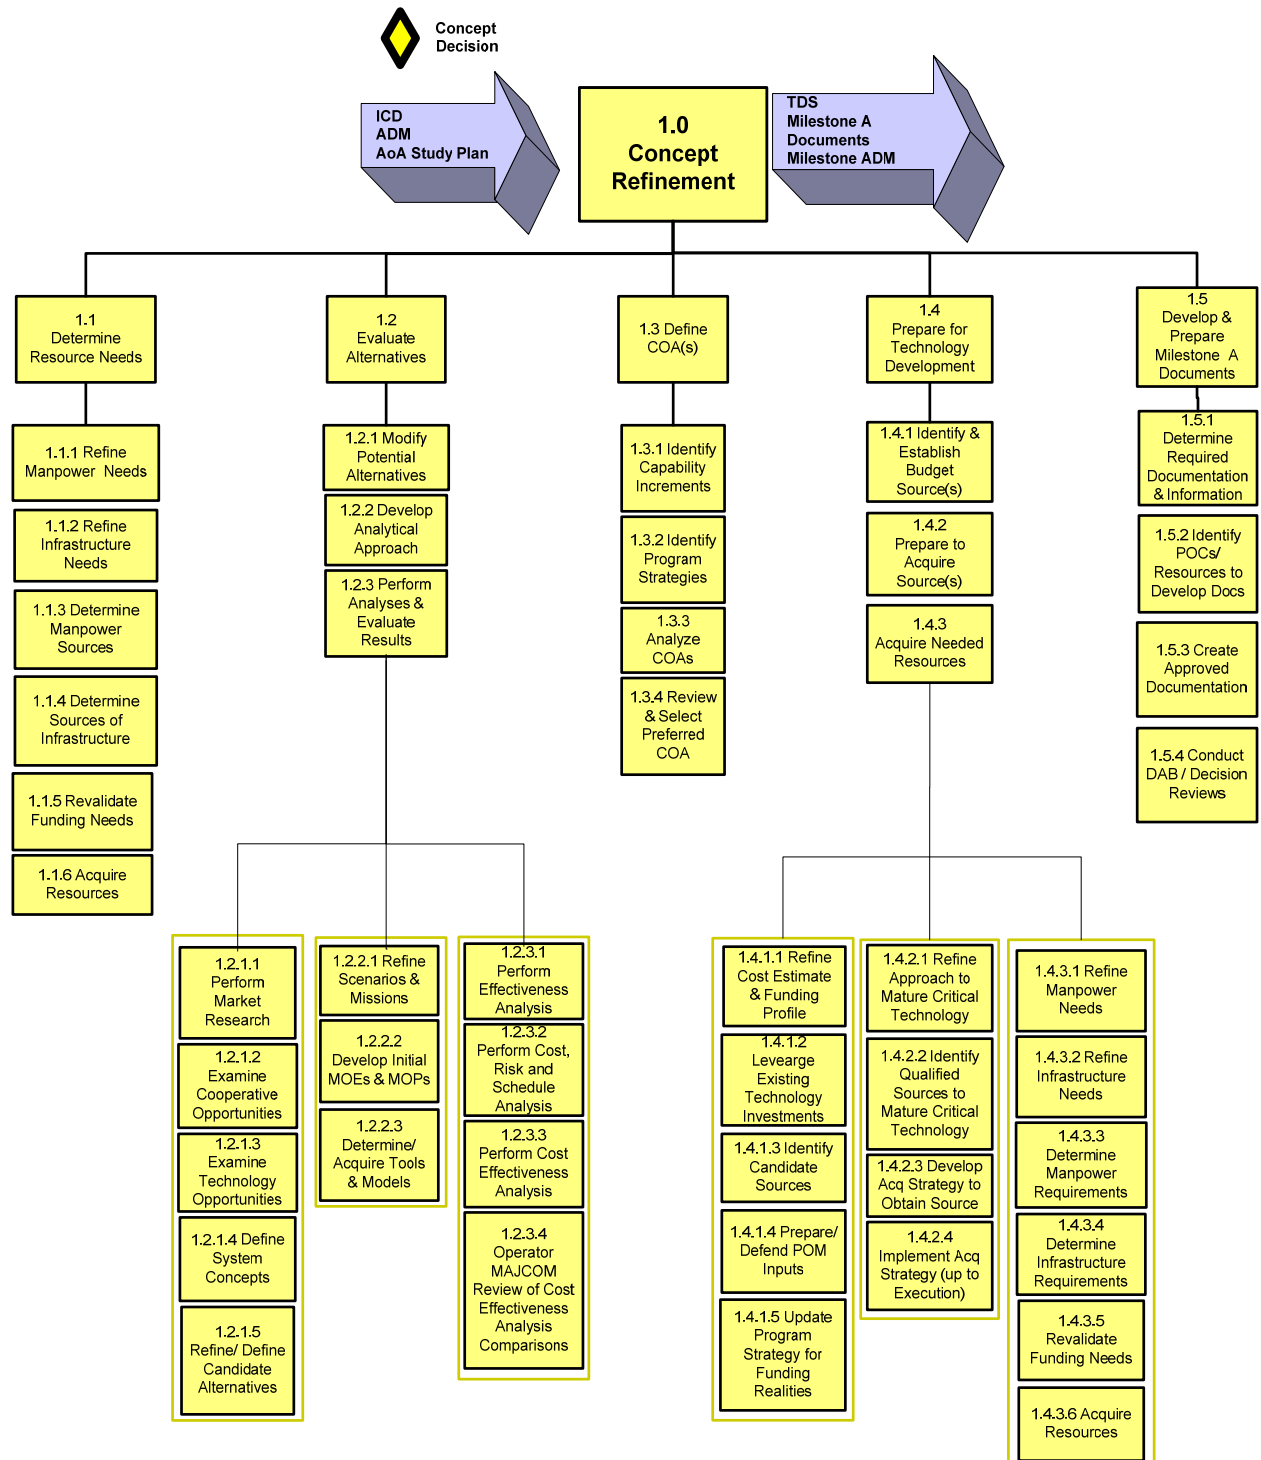 Concept
Decision
ICD
ADM
AoA Study Plan
1.0
Concept
Refinement
TDS
Milestone A
Documents
Milestone ADM
1.1
Determine
Resource Needs
1.2
Evaluate
Alternatives
1.3 Define
COA(s)
1.4
Prepare for
Technology
Development
1.5
Develop &
Prepare
Milestone A
Documents
1.1.1 Refine
Manpower Needs
1.1.2 Refine
Infrastructure
Needs
1.1.3 Determine
Manpower
Sources
1.1.4 Determine
Sources of
Infrastructure
1.1.5 Revalidate
Funding Needs
1.1.6 Acquire
Resources
1.2.1 Modify
Potential
Alternatives
1.2.2 Develop
Analytical
Approach
1.2.3 Perform
Analyses &
Evaluate
Results
1.3.1 Identify
Capability
Increments
1.3.2 Identify
Program
Strategies
1.3.3
Analyze
COAs
1.3.4 Review
& Select
Preferred
COA
1.4.1 Identify &
Establish
Budget
Source(s)
1.4.2
Prepare to
Acquire
Source(s)
1.4.3
Acquire Needed
Resources
1.5.1
Determine
Required
Documentation
& Information
1.5.2 Identify
POCs/
Resources to
Develop Docs
1.5.3 Create
Approved
Documentation
1.5.4 Conduct
DAB / Decision
Reviews
1.2.1.1
Perform
Market
Research
1.2.1.2
Examine
Cooperative
Opportunities
1.2.1.3
Examine
Technology
Opportunities
1.2.1.4 Define
System
Concepts
1.2.1.5
Refine/ Define
Candidate
Alternatives
1.2.2.1 Refine
Scenarios &
Missions
1.2.2.2
Develop Initial
MOEs & MOPs
1.2.2.3
Determine/
Acquire Tools
& Models
1.2.3.1
Perform
Effectiveness
Analysis
1.2.3.2
Perform Cost,
Risk and
Schedule
Analysis
1.2.3.3
Perform Cost
Effectiveness
Analysis
1.2.3.4
Operator
MAJCOM
Review of Cost
Effectiveness
Analysis
Comparisons
1.4.1.1 Refine
Cost Estimate
& Funding
Profile
1.4.1.2
Levearge
Existing
Technology
Investments
1.4.1.3 Identify
Candidate
Sources
1.4.1.4 Prepare/
Defend POM
Inputs
1.4.1.5 Update
Program
Strategy for
Funding
Realities
1.4.2.1 Refine
Approach to
Mature Critical
Technology
1.4.2.2 Identify
Qualified
Sources to
Mature Critical
Technology
1.4.2.3 Develop
Acq Strategy to
Obtain Source
1.4.2.4
Implement Acq
Strategy (up to
Execution)
1.4.3.1 Refine
Manpower
Needs
1.4.3.2 Refine
Infrastructure
Needs
1.4.3.3
Determine
Manpower
Requirements
1.4.3.4
Determine
Infrastructure
Requirements
1.4.3.5
Revalidate
Funding Needs
1.4.3.6 Acquire
Resources